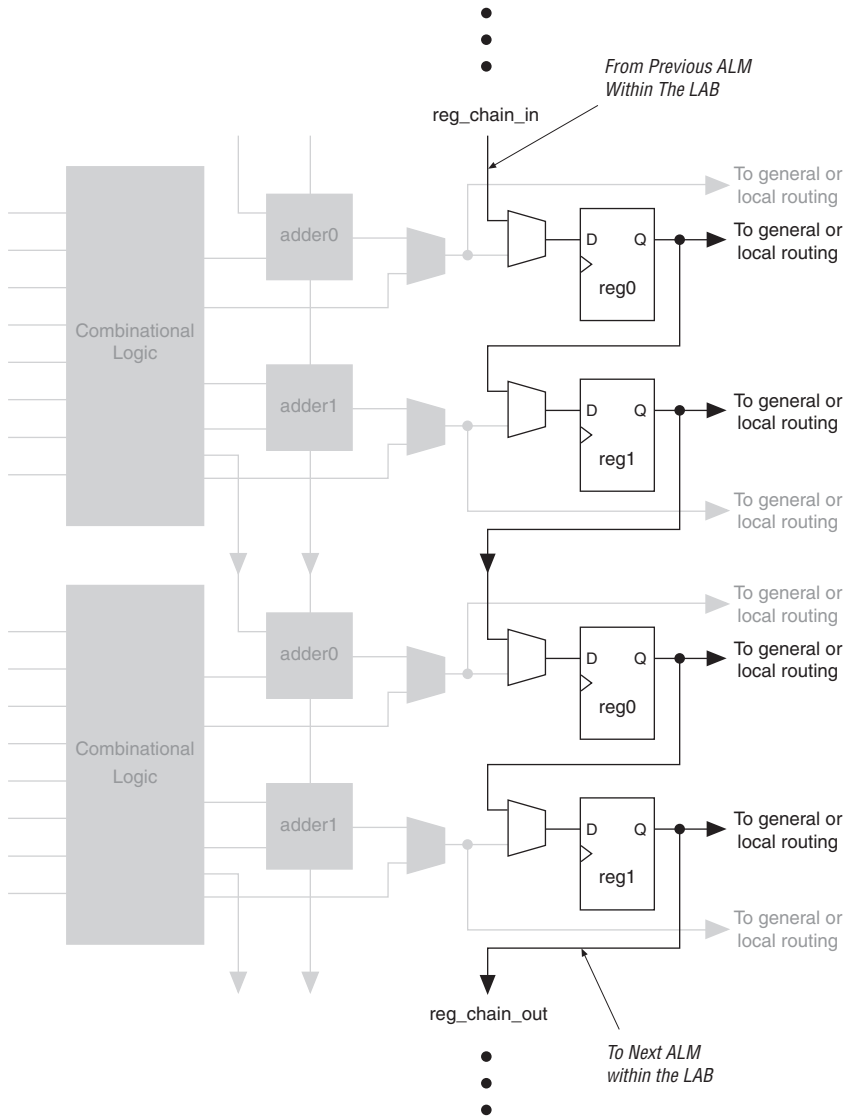 From Previous ALM
Within The LAB
reg_chain_in
To general or
local routing
adder0
D Q
reg0
To general or
local routing
Combinational
Logic
adder1
D Q
reg1
To general or
local routing
To general or
local routing
To general or
local routing
adder0
D Q
reg0
To general or
local routing
Combinational
Logic
adder1
D Q
reg1
To general or
local routing
To general or
local routing
reg_chain_out
To Next ALM
within the LAB